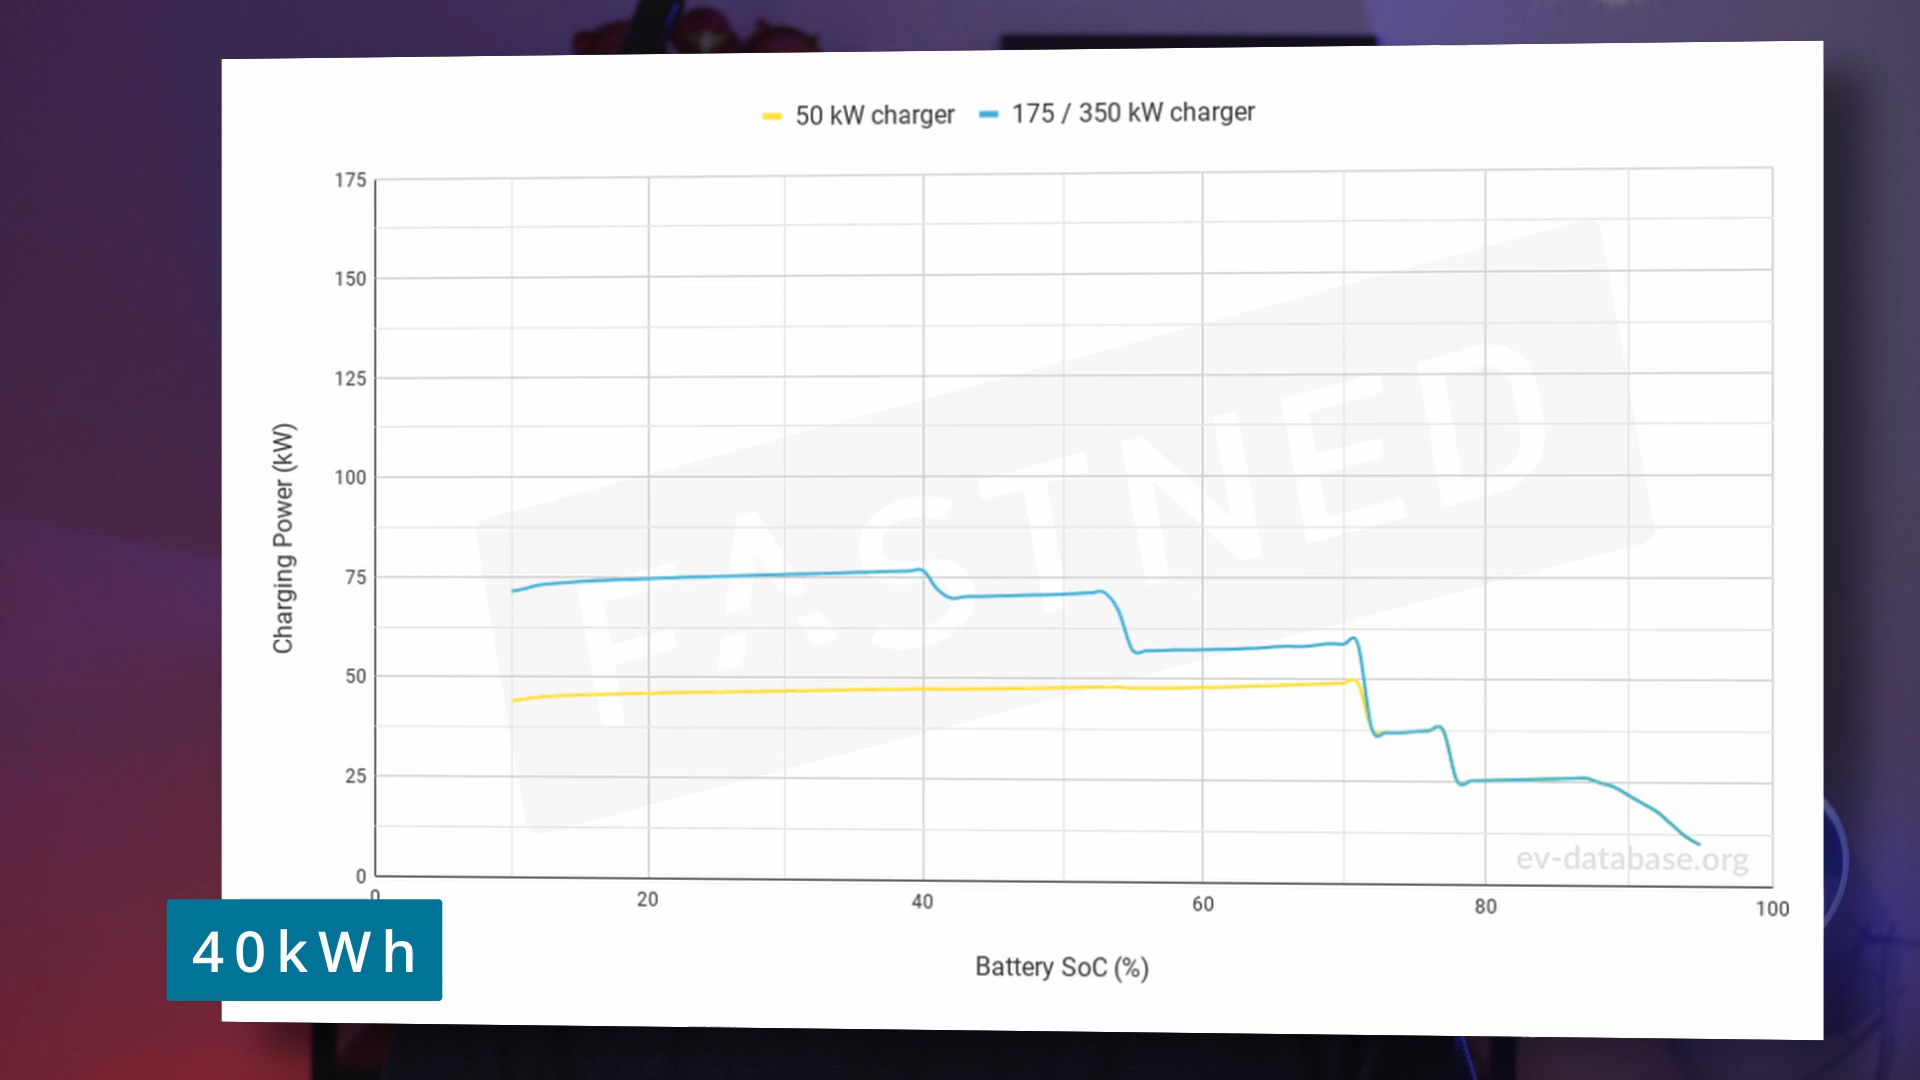 50 kW charger 175 / 350 kW charger
175
150
125
100
75
50
25
0
Charging Power (kW)
FASTNED
ev-database.org
0 20 40 60 80 100
Battery SoC (%)
40kWh